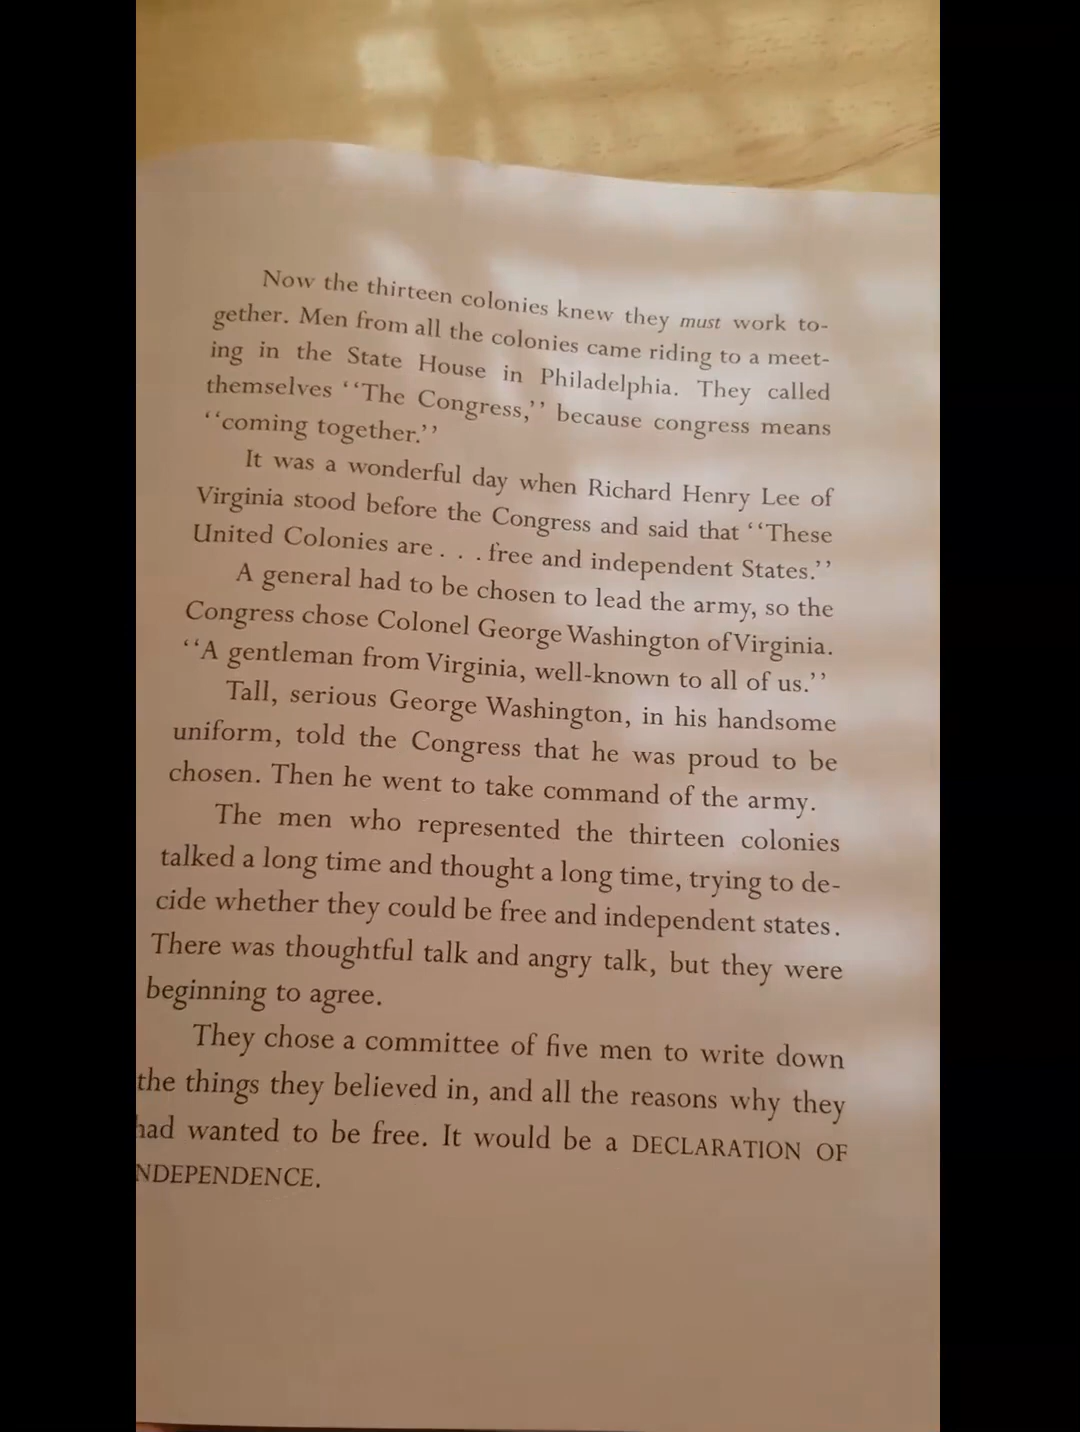 Now the thirteen colonies knew they must work to-
gether. Men from all the colonies came riding to a meet-
ing in the State House in Philadelphia. They called
themselves ‘‘The Congress,’’ because congress means
‘‘coming together.’’
It was a wonderful day when Richard Henry Lee of
Virginia stood before the Congress and said that ‘‘These
United Colonies are . . . free and independent States.’’
A general had to be chosen to lead the army, so the
Congress chose Colonel George Washington of Virginia.
‘‘A gentleman from Virginia, well-known to all of us.’’
Tall, serious George Washington, in his handsome
uniform, told the Congress that he was proud to be
chosen. Then he went to take command of the army.
The men who represented the thirteen colonies
talked a long time and thought a long time, trying to de-
cide whether they could be free and independent states.
There was thoughtful talk and angry talk, but they were
beginning to agree.
They chose a committee of five men to write down
the things they believed in, and all the reasons why they
had wanted to be free. It would be a DECLARATION OF
NDEPENDENCE.